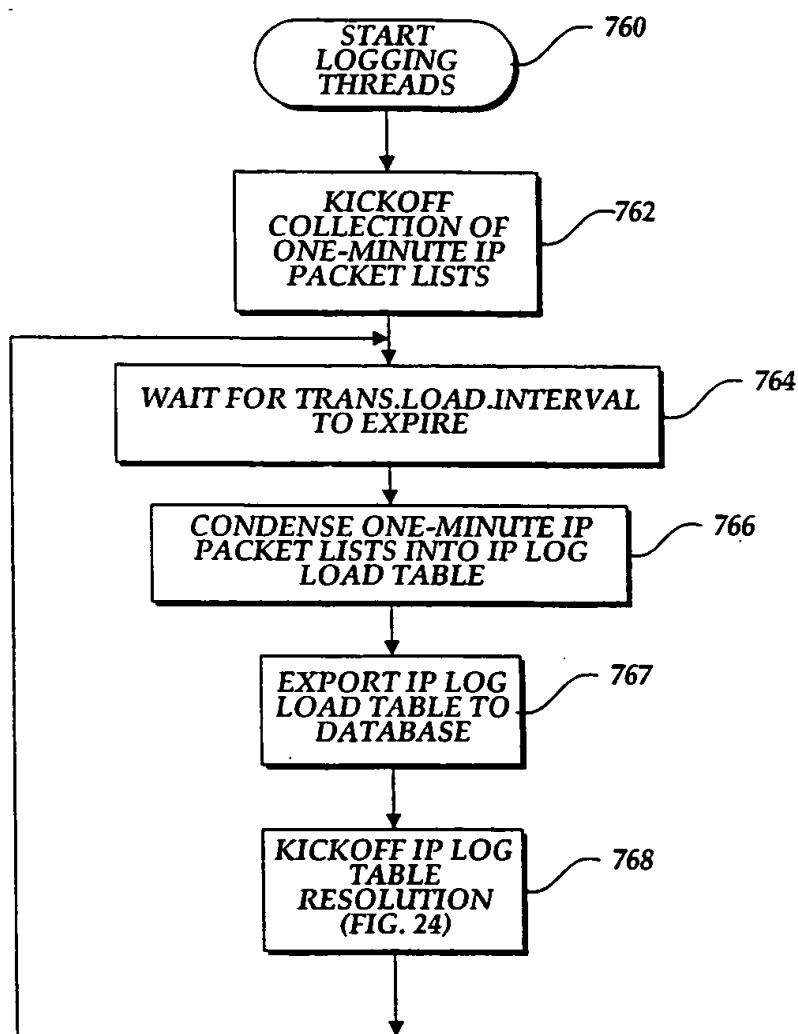 START
LOGGING
THREADS
760
KICKOFF
COLLECTION OF
ONE-MINUTE IP
PACKET LISTS
762
WAIT FOR TRANS.LOAD.INTERVAL
TO EXPIRE
764
CONDENSE ONE-MINUTE IP
PACKET LISTS INTO IP LOG
LOAD TABLE
766
EXPORT IP LOG
LOAD TABLE TO
DATABASE
767
KICKOFF IP LOG
TABLE
RESOLUTION
(FIG. 24)
768